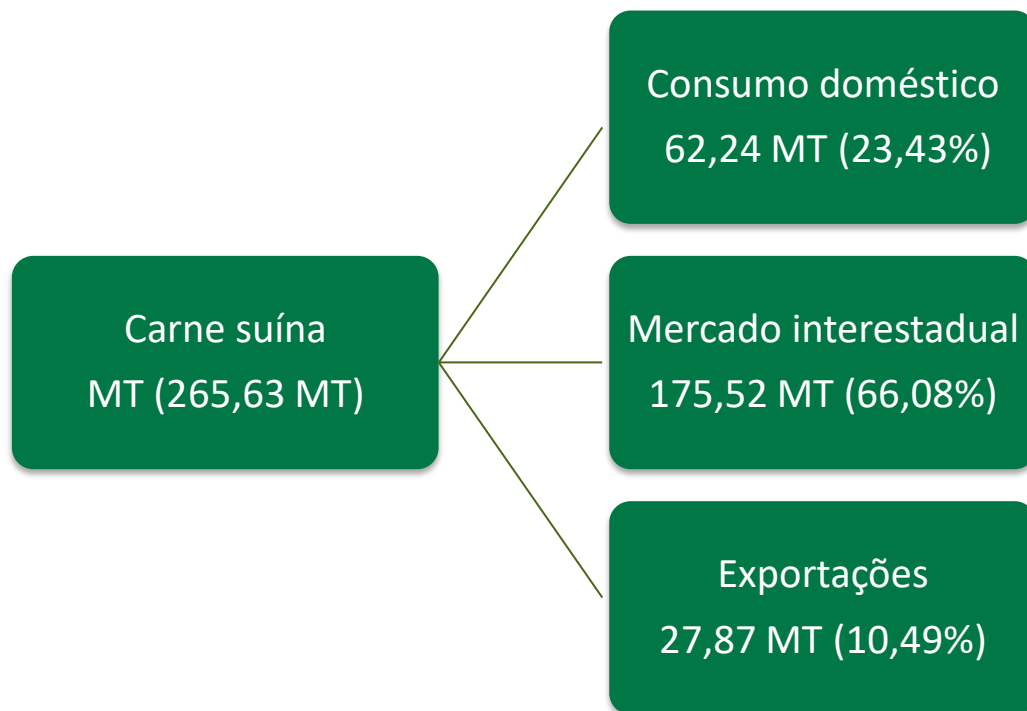 Carne suína
MT (265,63 MT)
Consumo doméstico
62,24 MT (23,43%)
Mercado interestadual
175,52 MT (66,08%)
Exportações
27,87 MT (10,49%)